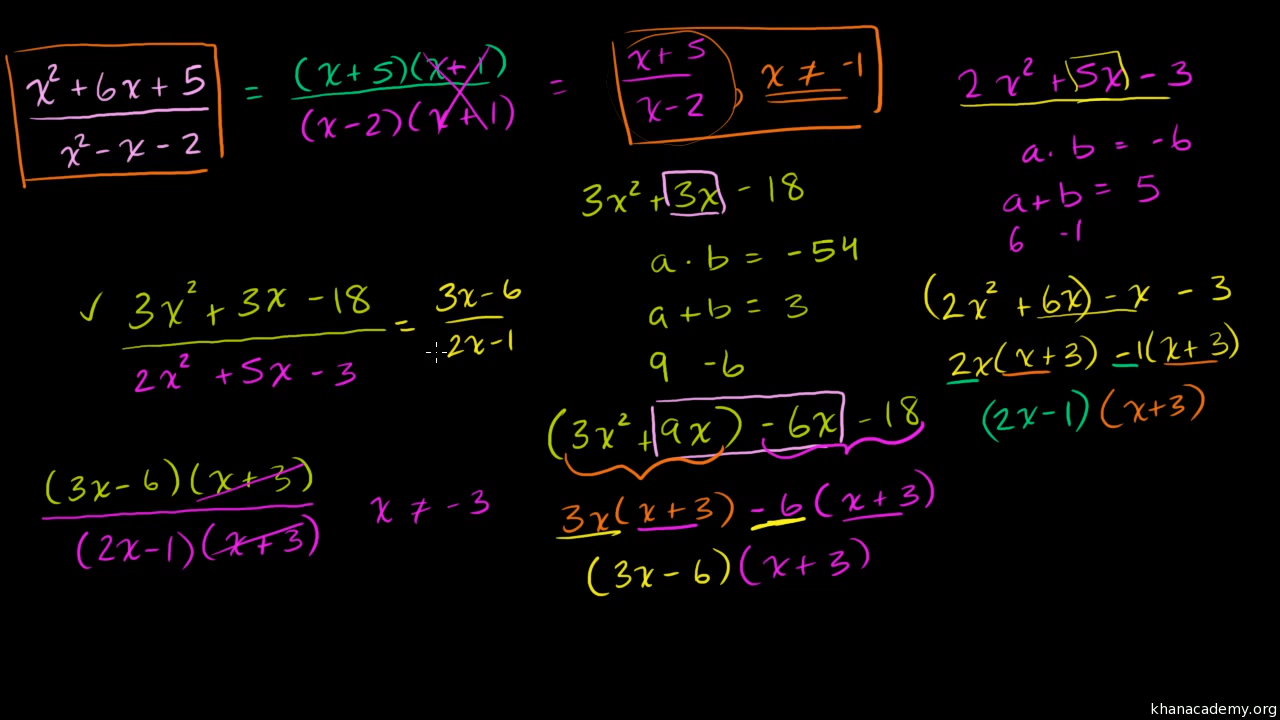 (x² + 6x + 5)/(x² - x - 2) = ((x + 5)(x + 1))/((x - 2)(x + 1)) = (x + 5)/(x - 2), x ≠ -1
3x² + 3x - 18
a · b = -54
a + b = 3
9 -6
(3x² + 9x) - 6x - 18
3x(x + 3) - 6(x + 3)
(3x - 6)(x + 3)
2x² + 5x - 3
a · b = -6
a + b = 5
6 -1
(2x² + 6x) - x - 3
2x(x + 3) -1(x + 3)
(2x - 1)(x + 3)
✓ (3x² + 3x - 18)/(2x² + 5x - 3) = (3x - 6)/(2x - 1)
((3x - 6)(x + 3))/((2x - 1)(x + 3)) x ≠ -3
khanacademy.org